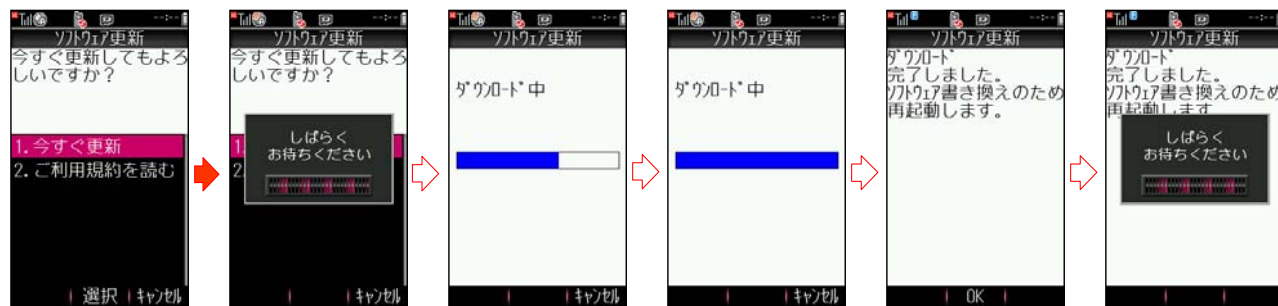 ソフトウェア更新
今すぐ更新してもよろ
しいですか？
1.今すぐ更新
2.ご利用規約を読む
選択 キャンセル
ソフトウェア更新
今すぐ更新してもよろ
しいですか？
1.
2.
しばらく
お待ちください
キャンセル
ソフトウェア更新
ダウンロード中
キャンセル
ソフトウェア更新
ダウンロード中
キャンセル
ソフトウェア更新
ダウンロード
完了しました。
ソフトウェア書き換えのため
再起動します。
OK
ソフトウェア更新
ダウンロード
完了しました。
ソフトウェア書き換えのため
再起動します
しばらく
お待ちください